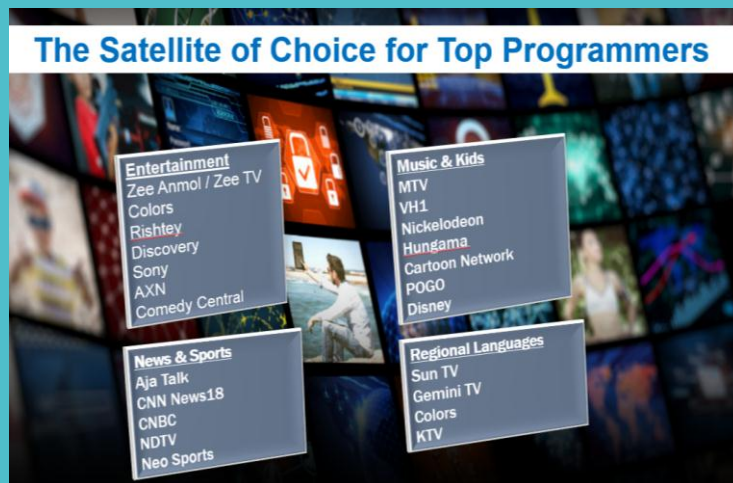 The Satellite of Choice for Top Programmers
Entertainment
Zee Anmol / Zee TV
Colors
Rishtey
Discovery
Sony
AXN
Comedy Central
Music & Kids
MTV
VH1
Nickelodeon
Hungama
Cartoon Network
POGO
Disney
News & Sports
Aja Talk
CNN News18
CNBC
NDTV
Neo Sports
Regional Languages
Sun TV
Gemini TV
Colors
KTV